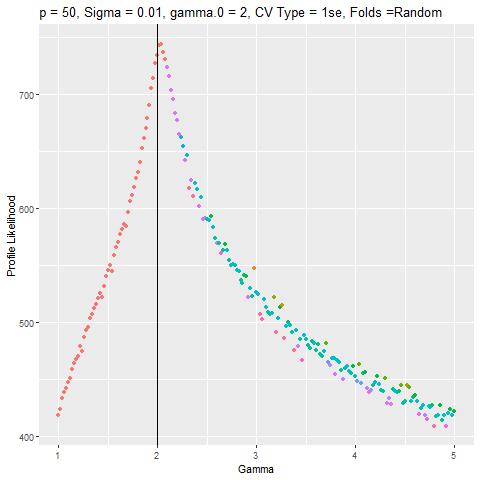 p = 50, Sigma = 0.01, gamma.0 = 2, CV Type = 1se, Folds =Random
700
600
500
400
Profile Likelihood
1 2 3 4 5
Gamma